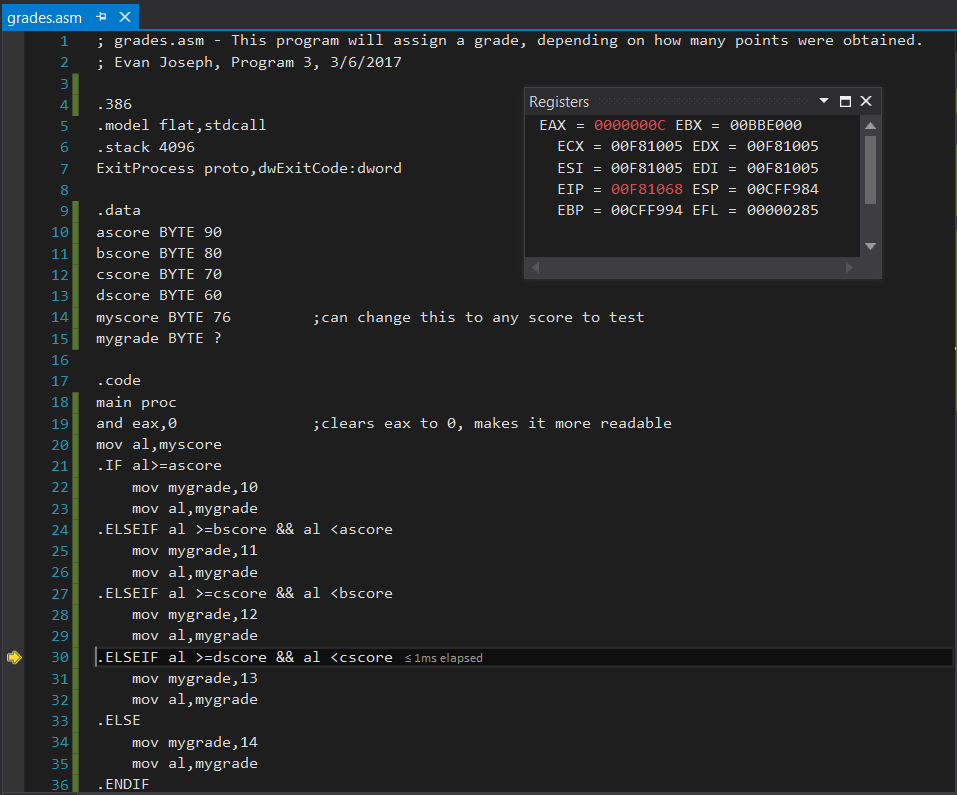 grades.asm
1 ; grades.asm - This program will assign a grade, depending on how many points were obtained.
2 ; Evan Joseph, Program 3, 3/6/2017
3
4 .386
5 .model flat,stdcall
6 .stack 4096
7 ExitProcess proto,dwExitCode:dword
8
9 .data
10 ascore BYTE 90
11 bscore BYTE 80
12 cscore BYTE 70
13 dscore BYTE 60
14 myscore BYTE 76 ;can change this to any score to test
15 mygrade BYTE ?
16
17 .code
18 main proc
19 and eax,0 ;clears eax to 0, makes it more readable
20 mov al,myscore
21 .IF al>=ascore
22 mov mygrade,10
23 mov al,mygrade
24 .ELSEIF al >=bscore && al <ascore
25 mov mygrade,11
26 mov al,mygrade
27 .ELSEIF al >=cscore && al <bscore
28 mov mygrade,12
29 mov al,mygrade
30 .ELSEIF al >=dscore && al <cscore ≤ 1ms elapsed
31 mov mygrade,13
32 mov al,mygrade
33 .ELSE
34 mov mygrade,14
35 mov al,mygrade
36 .ENDIF
Registers
EAX = 0000000C EBX = 00BBE000
ECX = 00F81005 EDX = 00F81005
ESI = 00F81005 EDI = 00F81005
EIP = 00F81068 ESP = 00CFF984
EBP = 00CFF994 EFL = 00000285